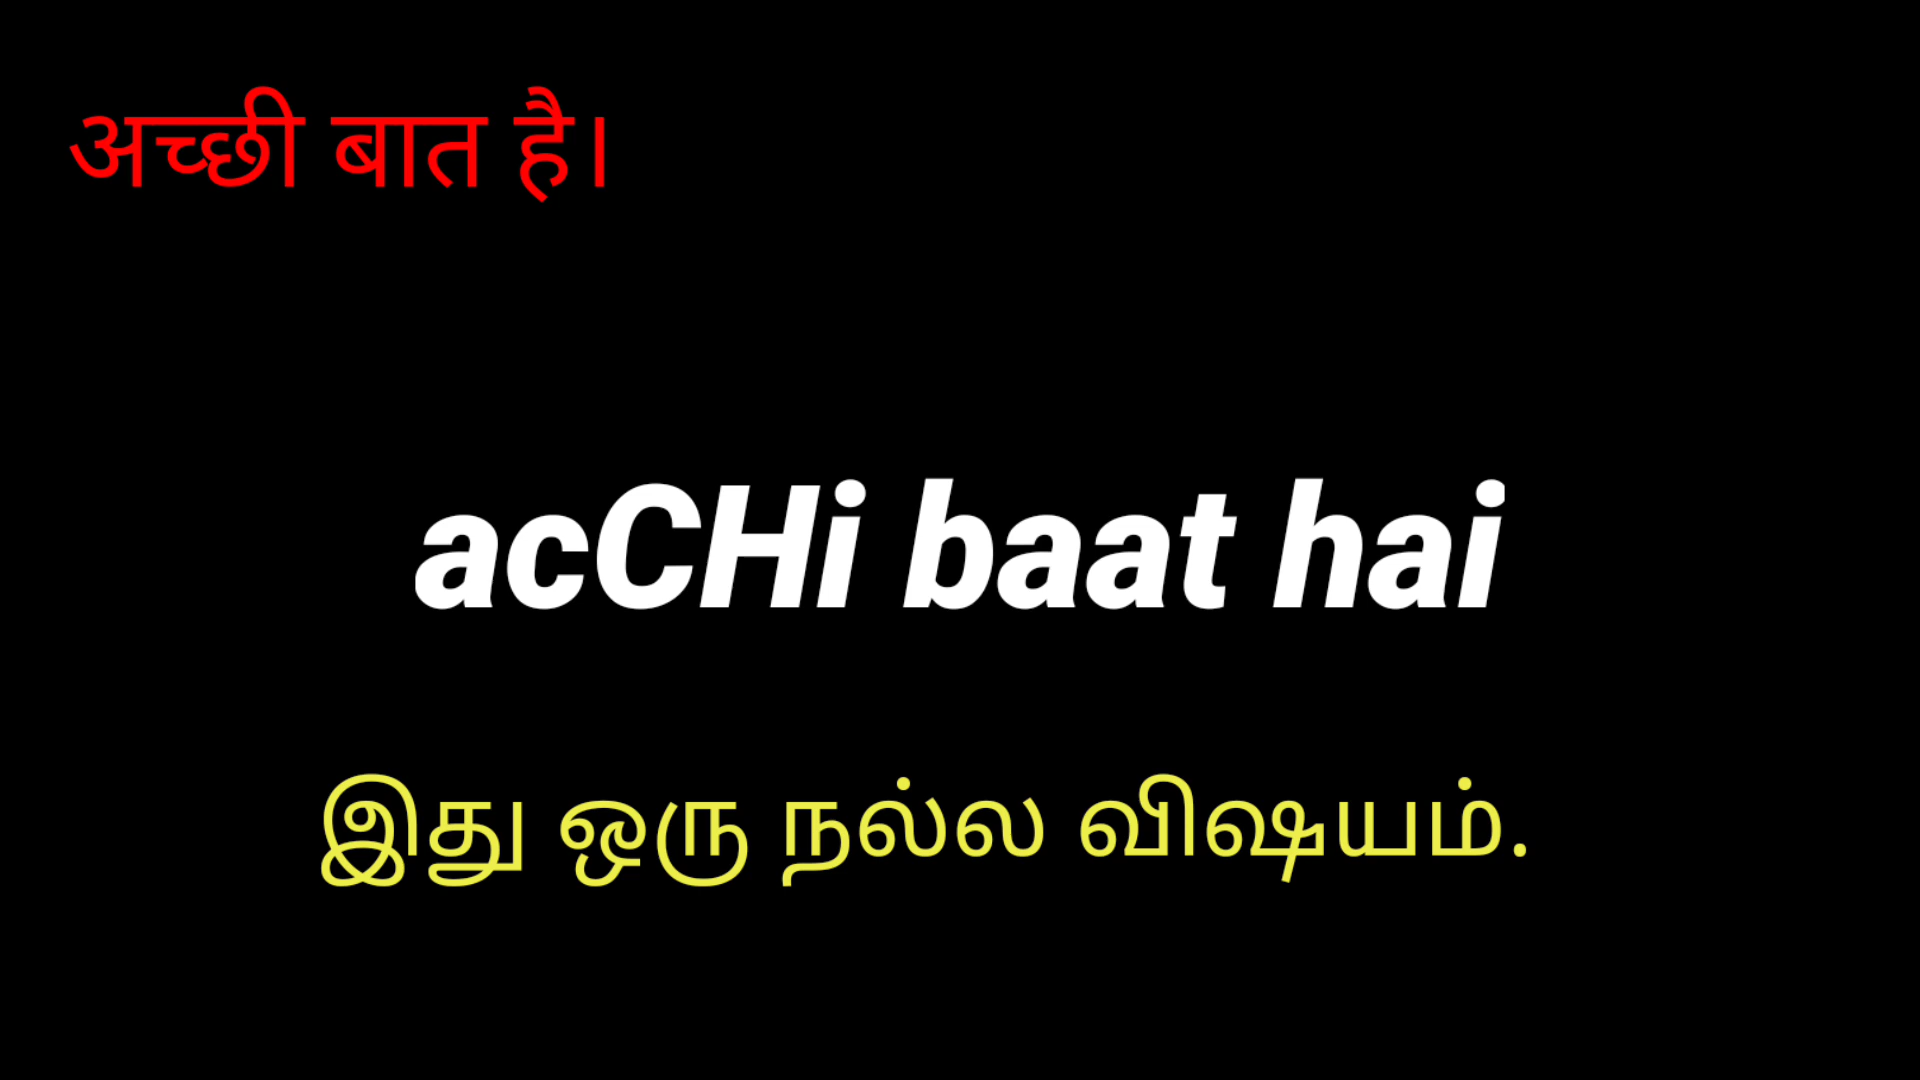 अच्छी बात है।
acCHi baat hai
இது ஒரு நல்ல விஷயம்.